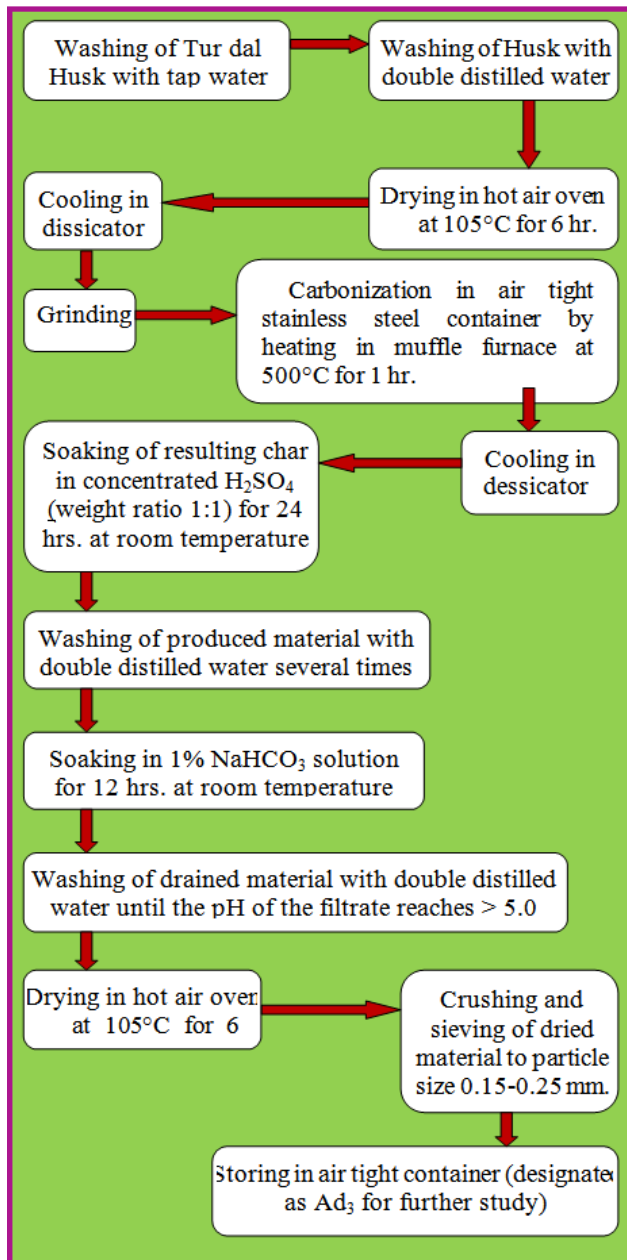 Washing of Tur dal
Husk with tap water
Washing of Husk with
double distilled water
Drying in hot air oven
at 105°C for 6 hr.
Cooling in
dissicator
Grinding
Carbonization in air tight
stainless steel container by
heating in muffle furnace at
500°C for 1 hr.
Cooling in
dessicator
Soaking of resulting char
in concentrated H₂SO₄
(weight ratio 1:1) for 24
hrs. at room temperature
Washing of produced material with
double distilled water several times
Soaking in 1% NaHCO₃ solution
for 12 hrs. at room temperature
Washing of drained material with double distilled
water until the pH of the filtrate reaches > 5.0
Drying in hot air oven
at 105°C for 6
Crushing and
sieving of dried
material to particle
size 0.15-0.25 mm.
Storing in air tight container (designated
as Ad₃ for further study)